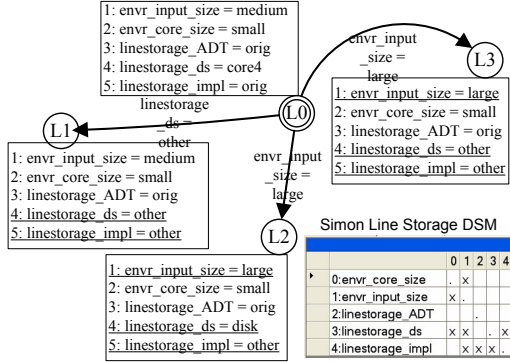 1: envr_input_size = medium
2: envr_core_size = small
3: linestorage_ADT = orig
4: linestorage_ds = core4
5: linestorage_impl = orig
L0
envr_input
_size =
large
L3
1: envr_input_size = large
2: envr_core_size = small
3: linestorage_ADT = orig
4: linestorage_ds = other
5: linestorage_impl = other
linestorage
_ds =
other
L1
1: envr_input_size = medium
2: envr_core_size = small
3: linestorage_ADT = orig
4: linestorage_ds = other
5: linestorage_impl = other
envr_input
_size =
large
L2
1: envr_input_size = large
2: envr_core_size = small
3: linestorage_ADT = orig
4: linestorage_ds = disk
5: linestorage_impl = other
Simon Line Storage DSM
0 1 2 3 4
0:envr_core_size . x
1:envr_input_size x .
2:linestorage_ADT .
3:linestorage_ds x x . x
4:linestorage_impl x x x .